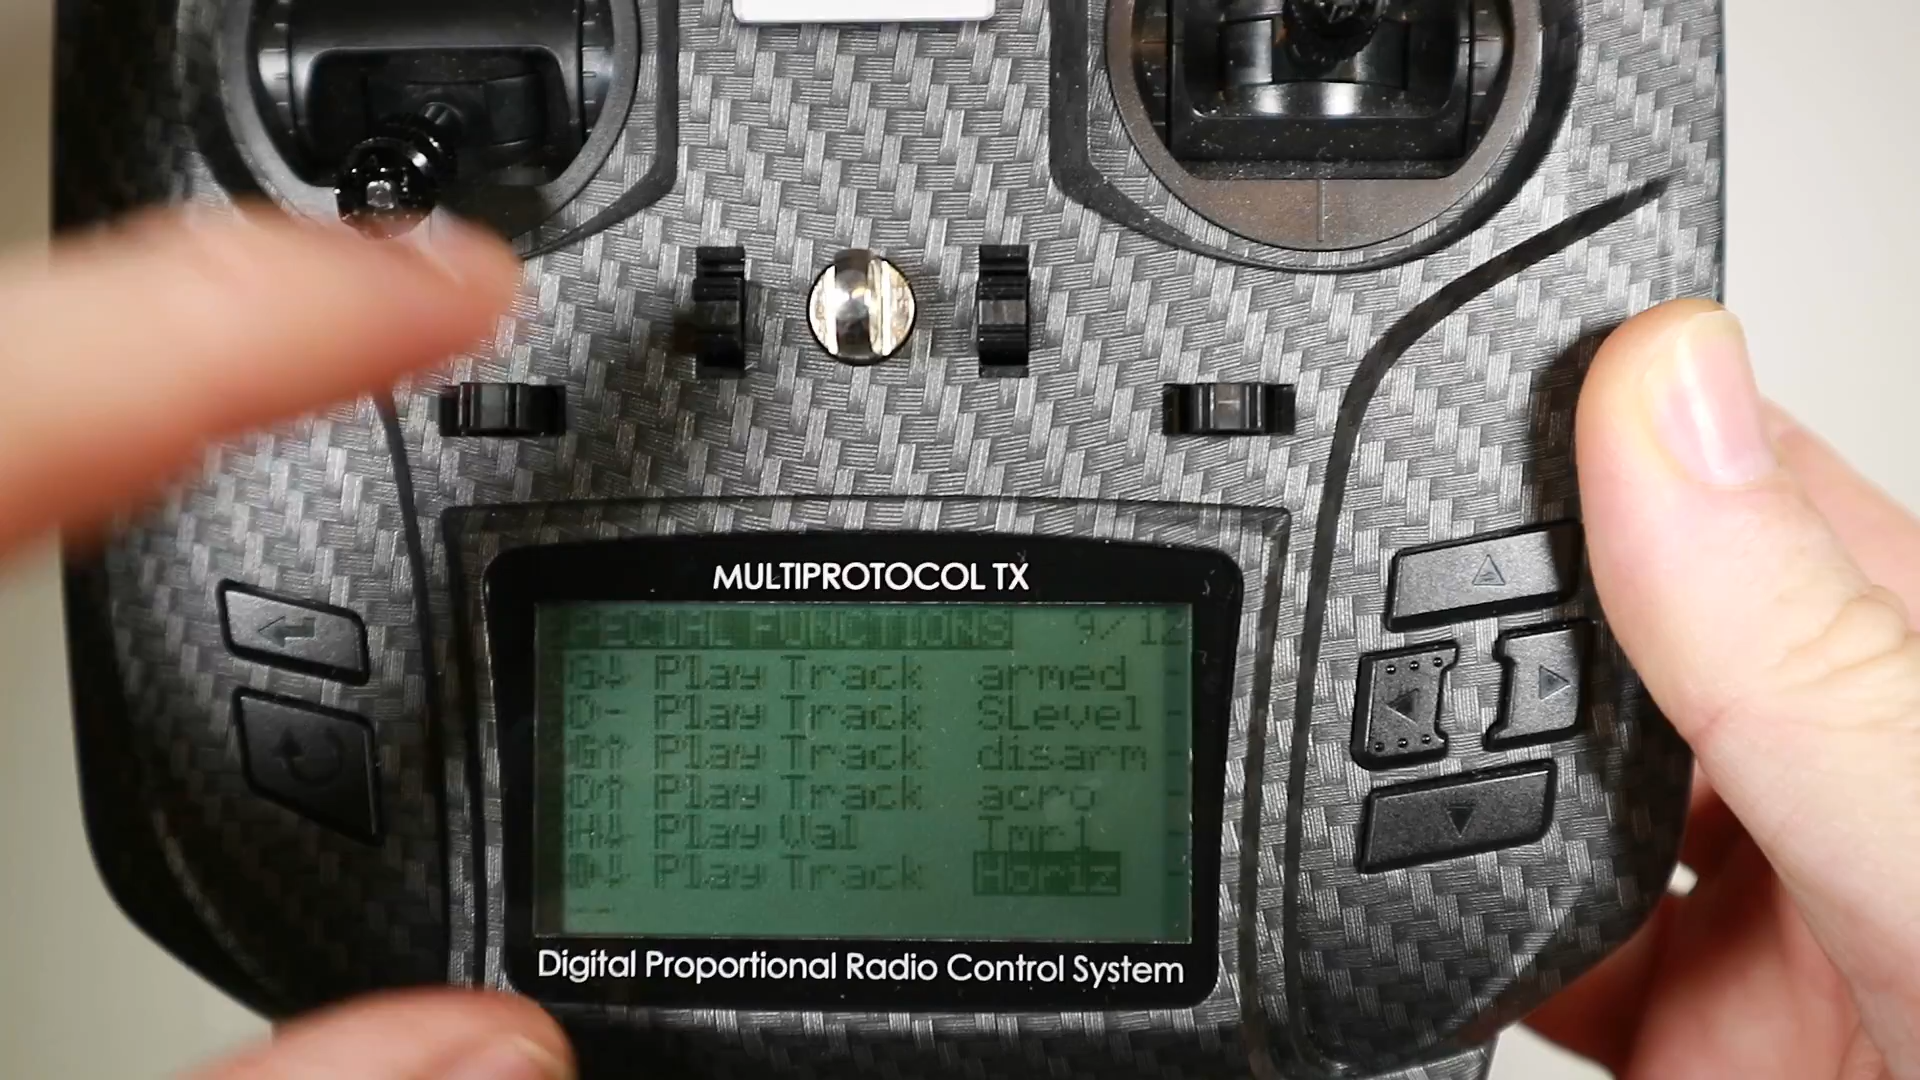 MULTIPROTOCOL TX
SPECIAL FUNCTIONS 9/12
G↓ Play Track armed -
D- Play Track SLevel -
G↑ Play Track disarm -
D↑ Play Track acro -
H↓ Play Val Tmr1 -
D↓ Play Track Horiz -
---
Digital Proportional Radio Control System